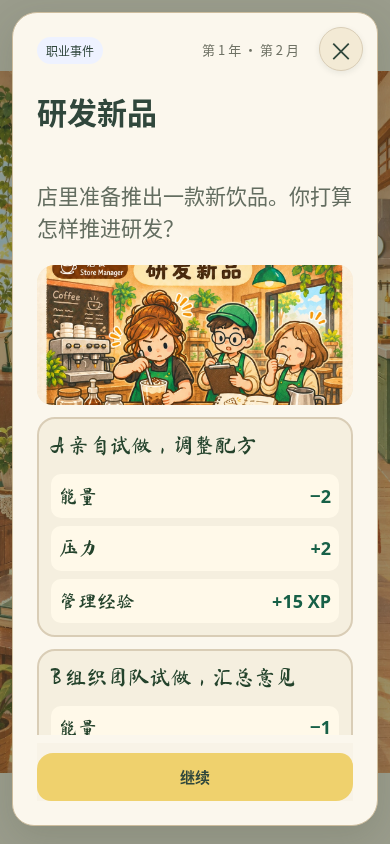 职业事件
第1年·第2月
研发新品
店里准备推出一款新饮品。你打算
怎样推进研发？
Store Manager
研发新品
Coffee
A亲自试做，调整配方
能量
−2
压力
+2
管理经验
+15 XP
B组织团队试做，汇总意见
能量
−1
继续